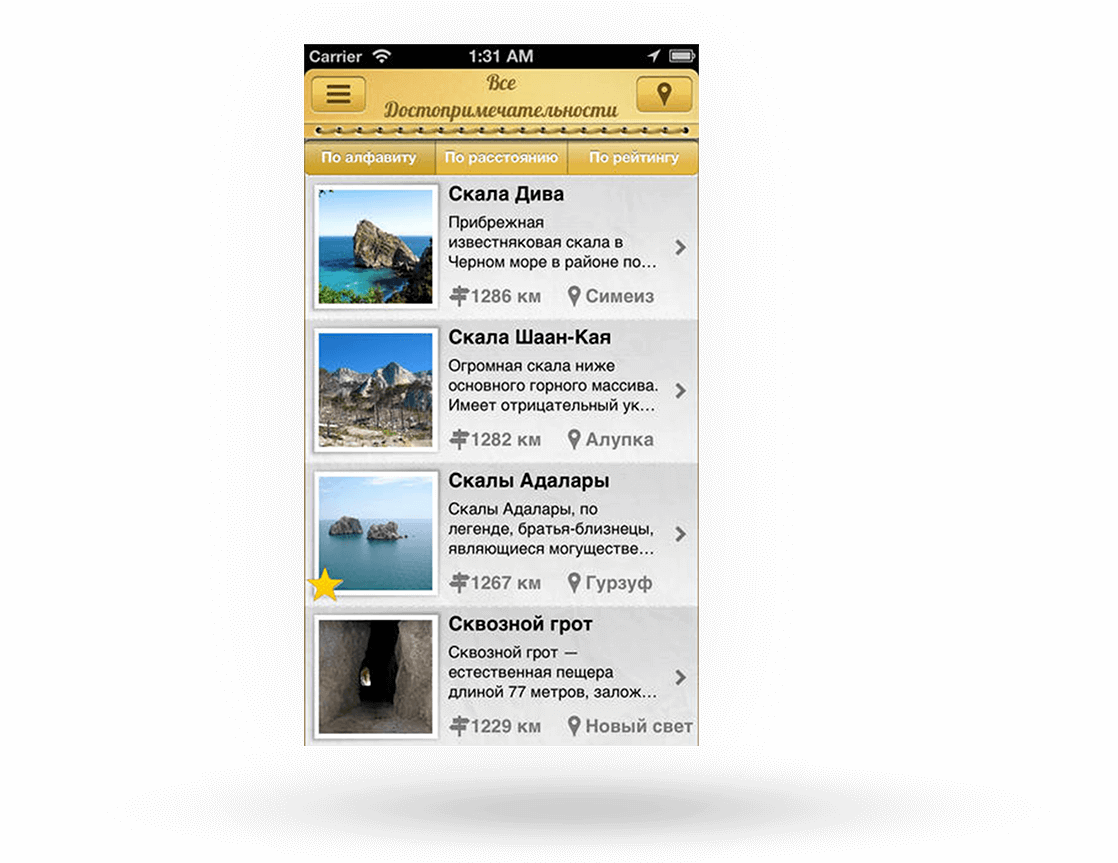 Carrier 1:31 AM
Все
Достопримечательности
По алфавиту По расстоянию По рейтингу
Скала Дива
Прибрежная
известняковая скала в
Черном море в районе по...
1286 км Симеиз
Скала Шаан-Кая
Огромная скала ниже
основного горного массива.
Имеет отрицательный ук...
1282 км Алупка
Скалы Адалары
Скалы Адалары, по
легенде, братья-близнецы,
являющиеся могуществе...
1267 км Гурзуф
Сквозной грот
Сквозной грот —
естественная пещера
длиной 77 метров, залож...
1229 км Новый свет